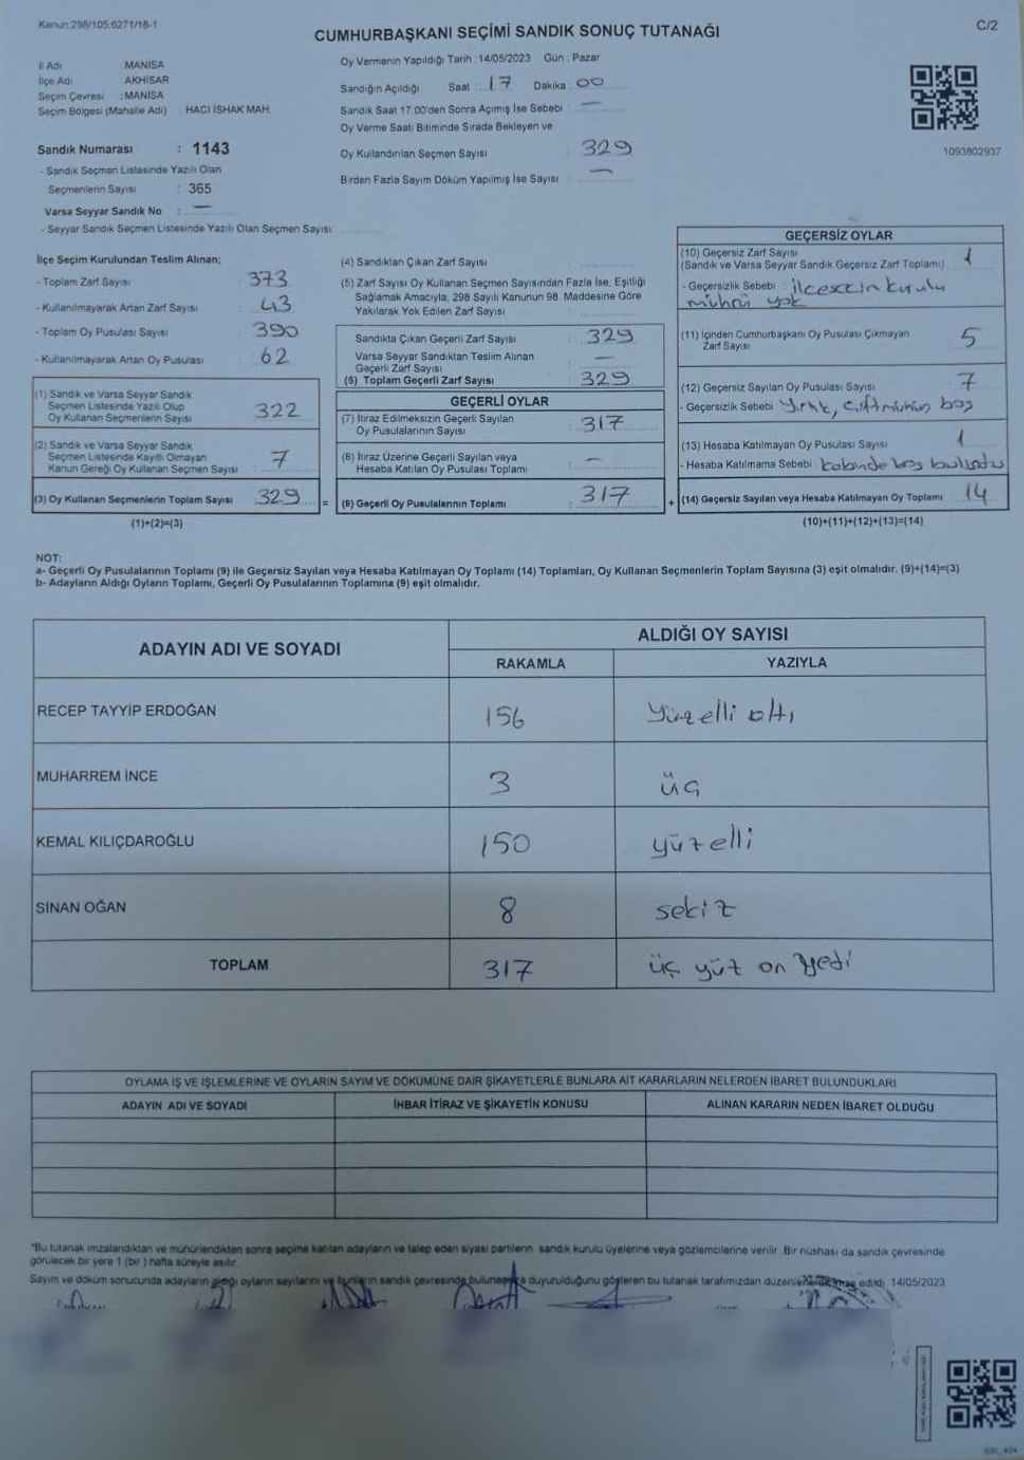 Kanun:298/105:6271/18-1
C/2
CUMHURBAŞKANI SEÇİMİ SANDIK SONUÇ TUTANAĞI
İl Adı MANİSA
İlçe Adı : AKHİSAR
Seçim Çevresi : MANİSA
Seçim Bölgesi (Mahalle Adı) HACI İSHAK MAH.
Sandık Numarası : 1143
- Sandık Seçmen Listesinde Yazılı Olan
Seçmenlerin Sayısı : 365
Varsa Seyyar Sandık No : —
- Seyyar Sandık Seçmen Listesinde Yazılı Olan Seçmen Sayısı
Oy Vermenin Yapıldığı Tarih : 14/05/2023 Gün : Pazar
Sandığın Açıldığı Saat : 17 Dakika : 00
Sandık Saat 17.00'den Sonra Açılmış İse Sebebi —
Oy Verme Saati Bitiminde Sırada Bekleyen ve
Oy Kullandırılan Seçmen Sayısı 329
Birden Fazla Sayım Döküm Yapılmış İse Sayısı —
1093802937
İlçe Seçim Kurulundan Teslim Alınan;
- Toplam Zarf Sayısı 373
- Kullanılmayarak Artan Zarf Sayısı 43
- Toplam Oy Pusulası Sayısı 390
- Kullanılmayarak Artan Oy Pusulası 62
(1) Sandık ve Varsa Seyyar Sandık
Seçmen Listesinde Yazılı Olup
Oy Kullanan Seçmenlerin Sayısı 322
(2) Sandık ve Varsa Seyyar Sandık
Seçmen Listesinde Kayıtlı Olmayan
Kanun Gereği Oy Kullanan Seçmen Sayısı 7
(3) Oy Kullanan Seçmenlerin Toplam Sayısı 329 =
(1)+(2)=(3)
(4) Sandıktan Çıkan Zarf Sayısı
(5) Zarf Sayısı Oy Kullanan Seçmen Sayısından Fazla İse, Eşitliği
Sağlamak Amacıyla, 298 Sayılı Kanunun 98. Maddesine Göre
Yakılarak Yok Edilen Zarf Sayısı
Sandıkta Çıkan Geçerli Zarf Sayısı 329
Varsa Seyyar Sandıktan Teslim Alınan
Geçerli Zarf Sayısı —
(6) Toplam Geçerli Zarf Sayısı 329
GEÇERLİ OYLAR
(7) İtiraz Edilmeksizin Geçerli Sayılan
Oy Pusulalarının Sayısı 317
(8) İtiraz Üzerine Geçerli Sayılan veya
Hesaba Katılan Oy Pusulası Toplamı —
(9) Geçerli Oy Pusulalarının Toplamı 317 +
GEÇERSİZ OYLAR
(10) Geçersiz Zarf Sayısı
(Sandık ve Varsa Seyyar Sandık Geçersiz Zarf Toplamı) 1
- Geçersizlik Sebebi : ilçeseçim kurulu
mührü yok
(11) İçinden Cumhurbaşkanı Oy Pusulası Çıkmayan
Zarf Sayısı 5
(12) Geçersiz Sayılan Oy Pusulası Sayısı 7
- Geçersizlik Sebebi yırtık, çift mühür, boş
(13) Hesaba Katılmayan Oy Pusulası Sayısı 1
- Hesaba Katılmama Sebebi kabinde boş bulundu
(14) Geçersiz Sayılan veya Hesaba Katılmayan Oy Toplamı 14
(10)+(11)+(12)+(13)=(14)
NOT:
a- Geçerli Oy Pusulalarının Toplamı (9) ile Geçersiz Sayılan veya Hesaba Katılmayan Oy Toplamı (14) Toplamları, Oy Kullanan Seçmenlerin Toplam Sayısına (3) eşit olmalıdır. (9)+(14)=(3)
b- Adayların Aldığı Oyların Toplamı, Geçerli Oy Pusulalarının Toplamına (9) eşit olmalıdır.
ADAYIN ADI VE SOYADI
ALDIĞI OY SAYISI
RAKAMLA YAZIYLA
RECEP TAYYİP ERDOĞAN 156 Yüzelli altı
MUHARREM İNCE 3 üç
KEMAL KILIÇDAROĞLU 150 yüzelli
SİNAN OĞAN 8 sekiz
TOPLAM 317 üç yüz on yedi
OYLAMA İŞ VE İŞLEMLERİNE VE OYLARIN SAYIM VE DÖKÜMÜNE DAİR ŞİKAYETLERLE BUNLARA AİT KARARLARIN NELERDEN İBARET BULUNDUKLARI
ADAYIN ADI VE SOYADI İHBAR İTİRAZ VE ŞİKAYETİN KONUSU ALINAN KARARIN NEDEN İBARET OLDUĞU
*Bu tutanak imzalandıktan ve mühürlendikten sonra seçime katılan adayların ve talep eden siyasi partilerin sandık kurulu üyelerine veya gözlemcilerine verilir. Bir nüshası da sandık çevresinde
görülecek bir yere 1 (bir) hafta süreyle asılır.
Sayım ve döküm sonucunda adayların aldığı oyların sayılarını ve bunların sandık çevresinde bulunanlara duyurulduğunu gösteren bu tutanak tarafımızdan edildi. 14/05/2023